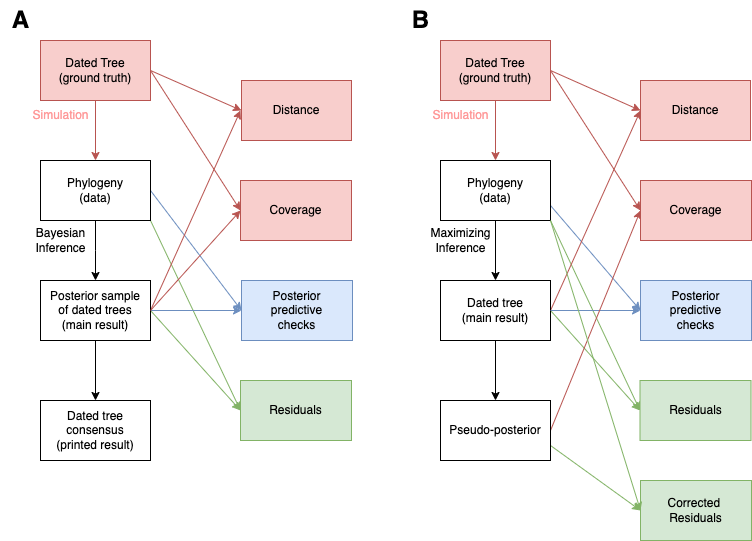 A
Dated Tree
(ground truth)
Simulation
Distance
Phylogeny
(data)
Coverage
Bayesian
Inference
Posterior sample
of dated trees
(main result)
Posterior
predictive
checks
Dated tree
consensus
(printed result)
Residuals
B
Dated Tree
(ground truth)
Simulation
Distance
Phylogeny
(data)
Coverage
Maximizing
Inference
Dated tree
(main result)
Posterior
predictive
checks
Pseudo-posterior
Residuals
Corrected
Residuals